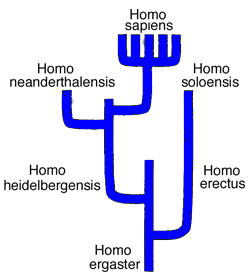 Homo
sapiens
Homo
neanderthalensis
Homo
soloensis
Homo
heidelbergensis
Homo
erectus
Homo
ergaster